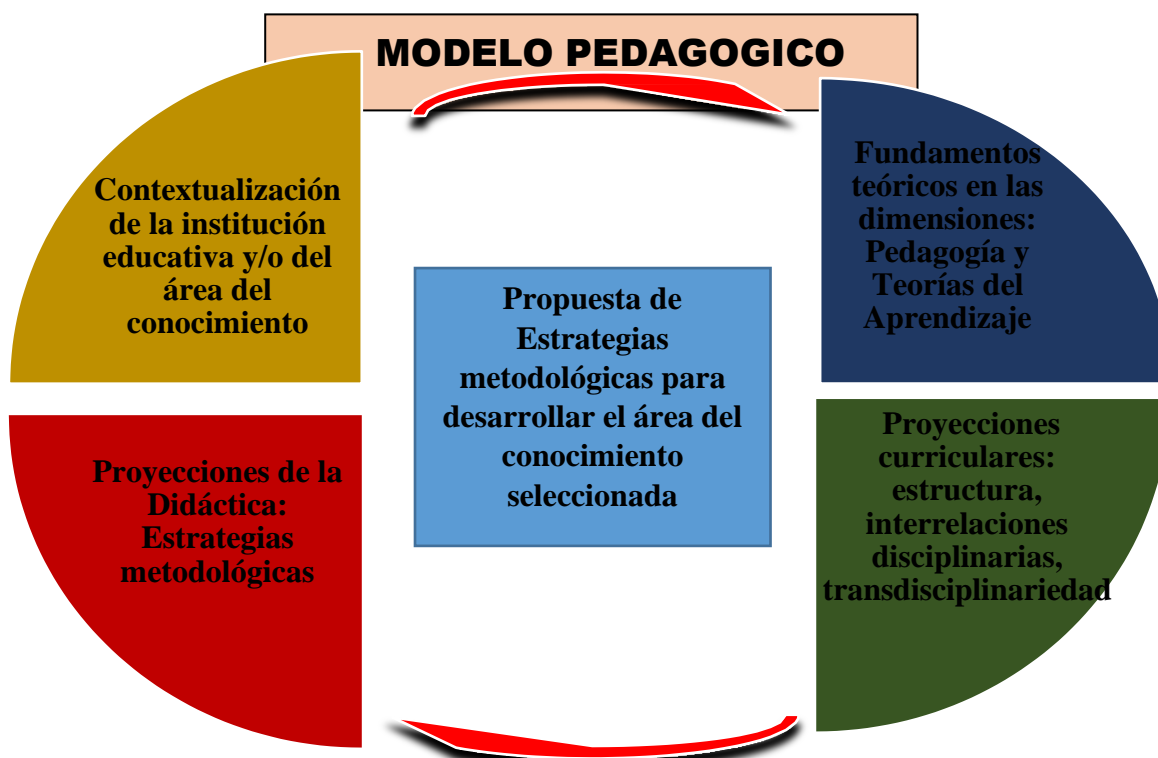 MODELO PEDAGOGICO
Contextualización
de la institución
educativa y/o del
área del
conocimiento
Fundamentos
teóricos en las
dimensiones:
Pedagogía y
Teorías del
Aprendizaje
Propuesta de
Estrategias
metodológicas para
desarrollar el área del
conocimiento
seleccionada
Proyecciones de la
Didáctica:
Estrategias
metodológicas
Proyecciones
curriculares:
estructura,
interrelaciones
disciplinarias,
transdisciplinariedad